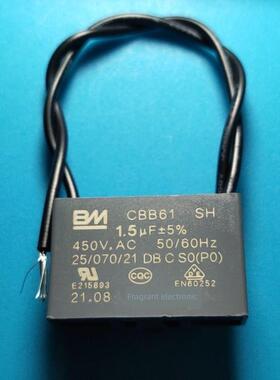 BM CBB61 SH
1.5μF±5%
450V.AC 50/60Hz
25/070/21 DB C S0(P0)
E215693 CQC EN60252
21.08 Fragrant electronic